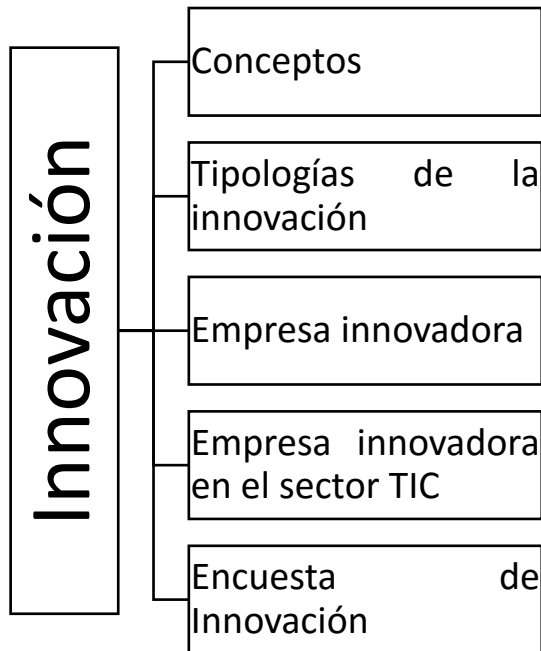 Innovación
Conceptos
Tipologías de la
innovación
Empresa innovadora
Empresa innovadora
en el sector TIC
Encuesta de
Innovación